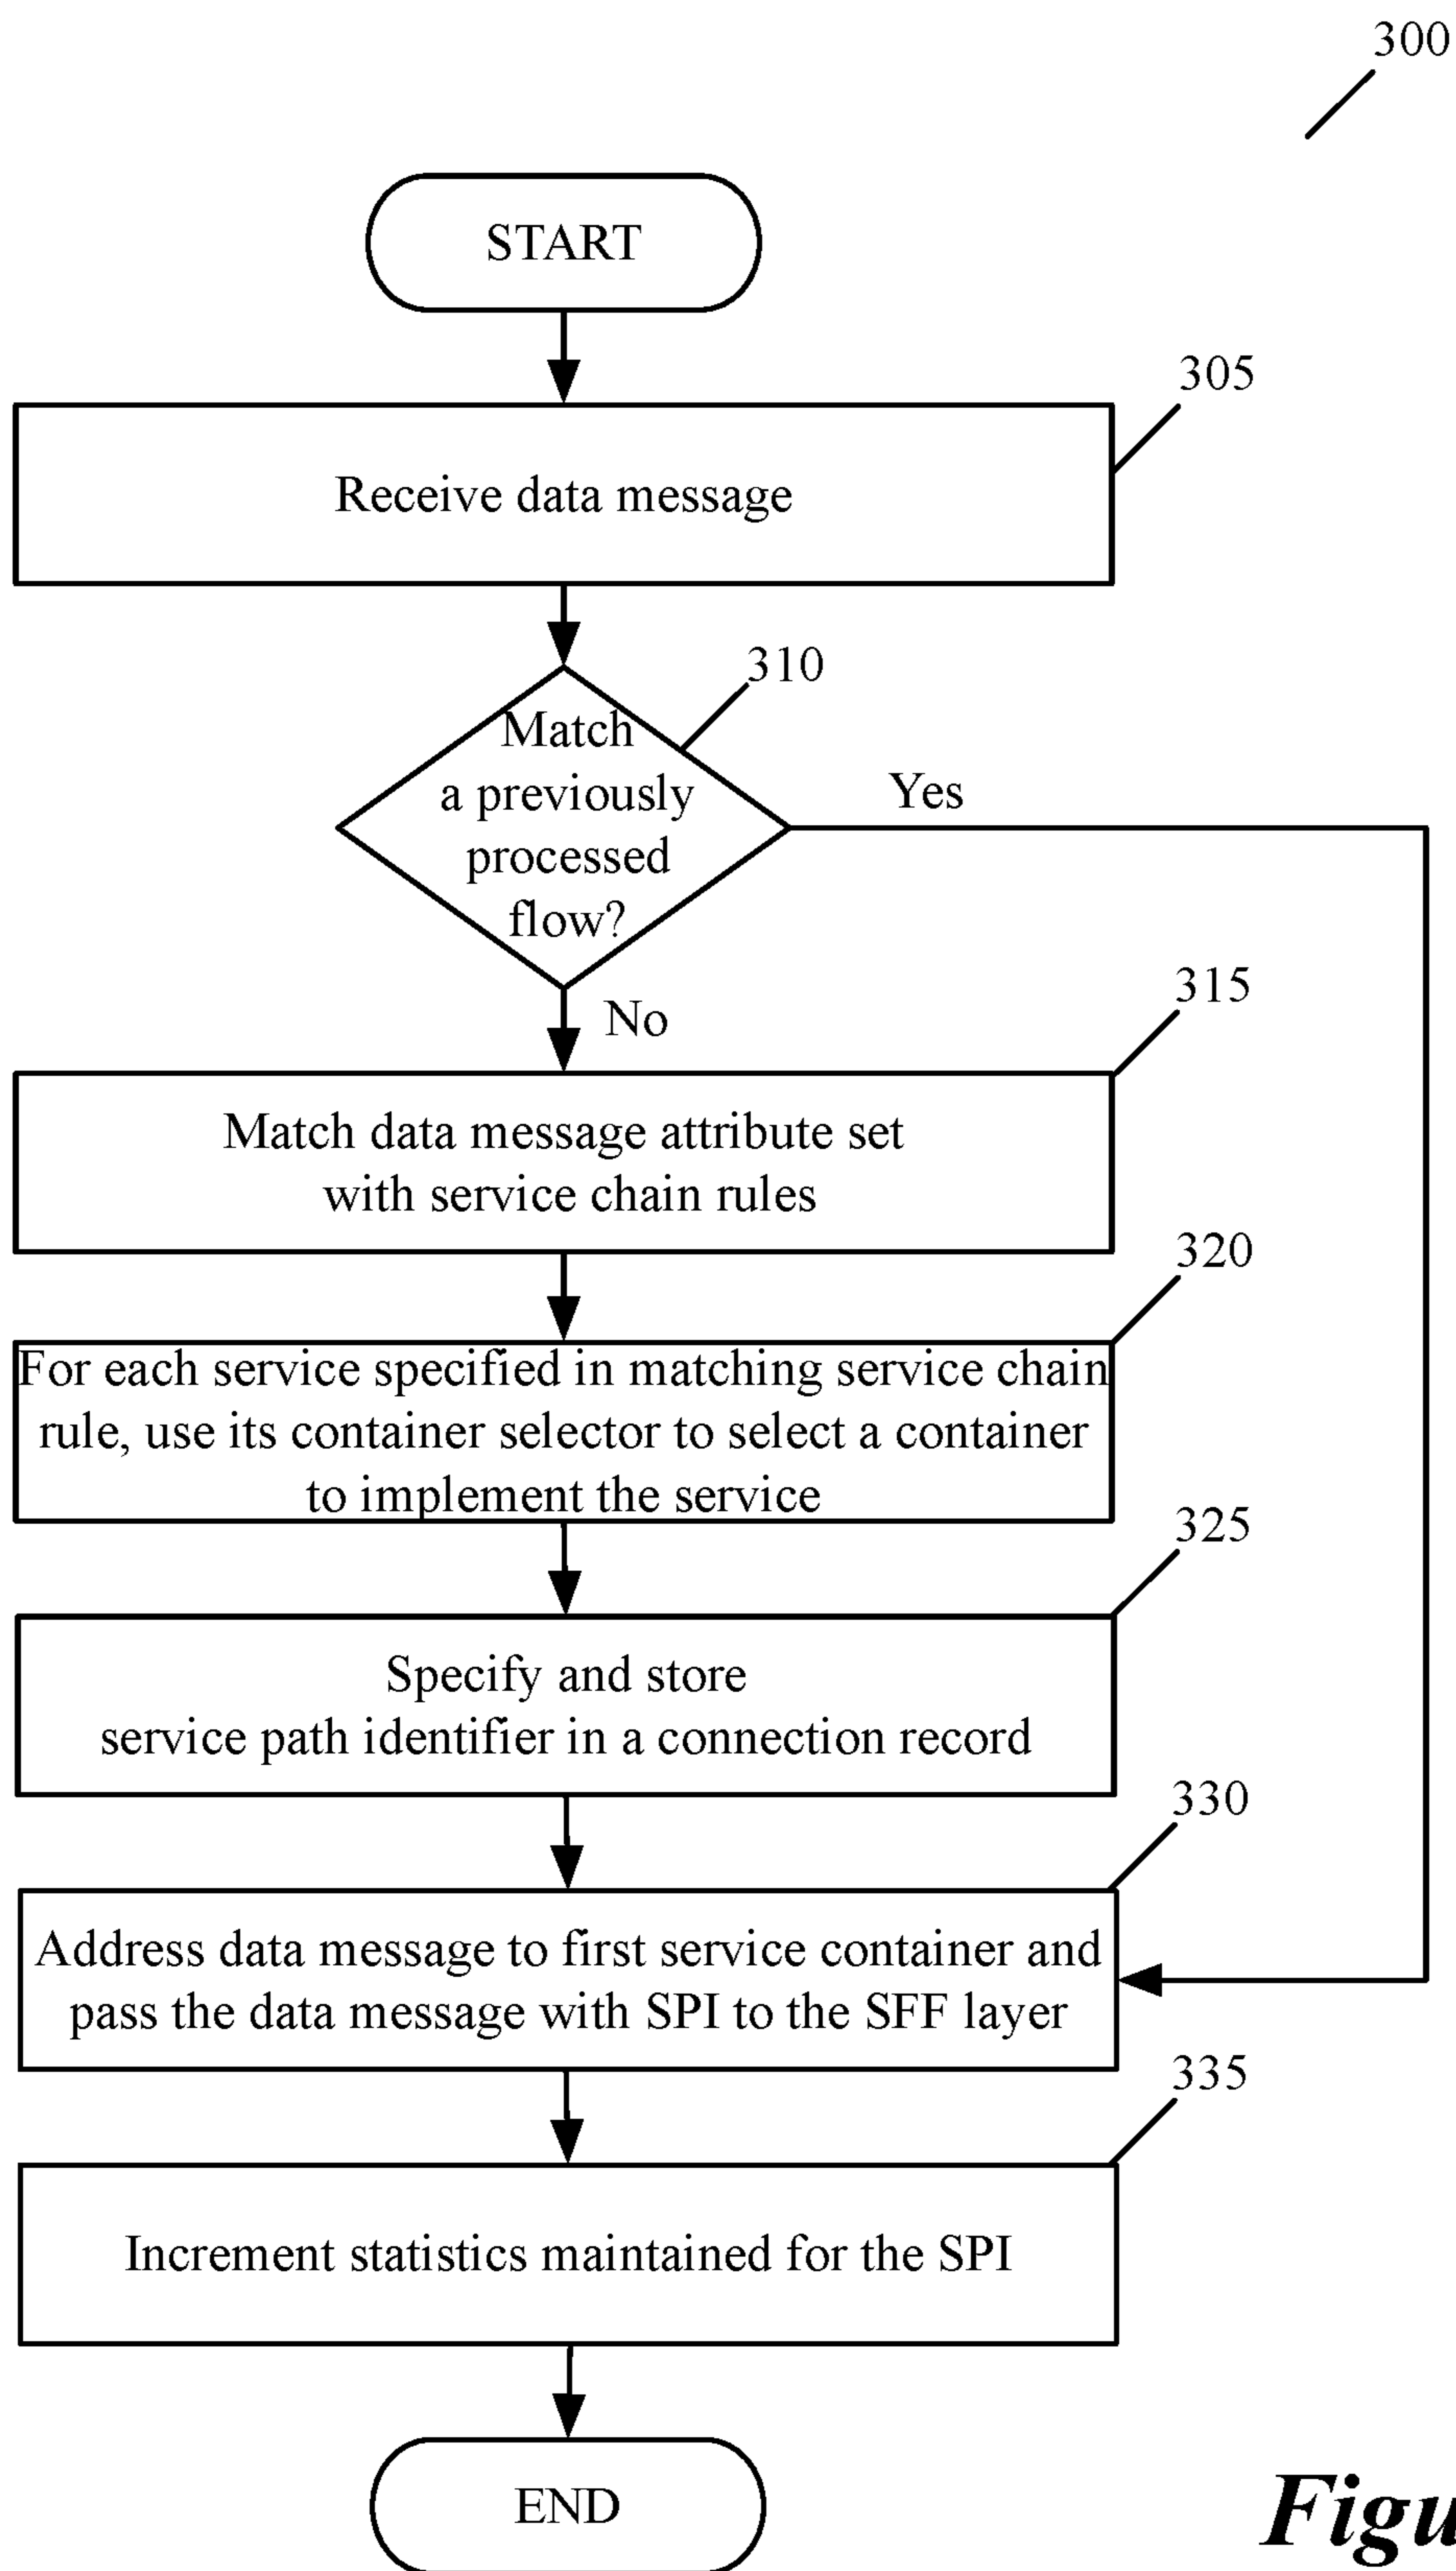 300
START
305
Receive data message
310
Match
a previously
processed
flow?
Yes
No
315
Match data message attribute set
with service chain rules
320
For each service specified in matching service chain
rule, use its container selector to select a container
to implement the service
325
Specify and store
service path identifier in a connection record
330
Address data message to first service container and
pass the data message with SPI to the SFF layer
335
Increment statistics maintained for the SPI
END